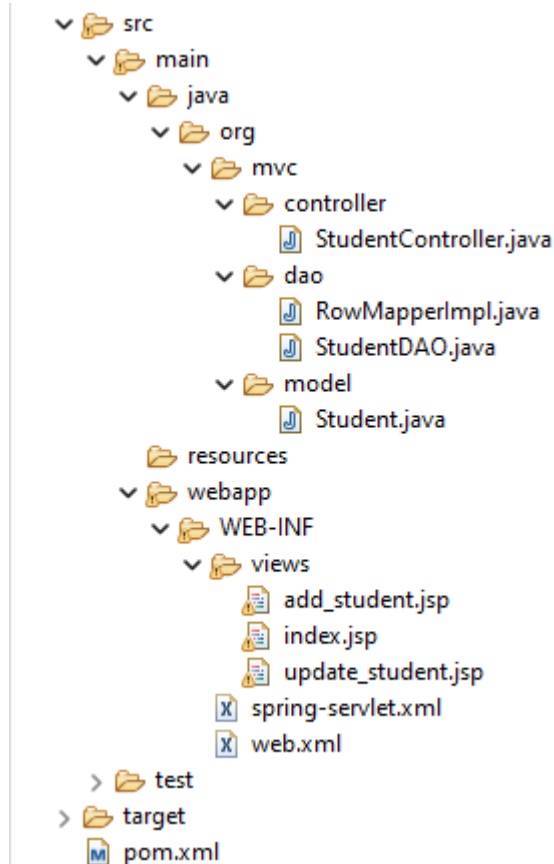 src
main
java
org
mvc
controller
StudentController.java
dao
RowMapperImpl.java
StudentDAO.java
model
Student.java
resources
webapp
WEB-INF
views
add_student.jsp
index.jsp
update_student.jsp
spring-servlet.xml
web.xml
test
target
pom.xml